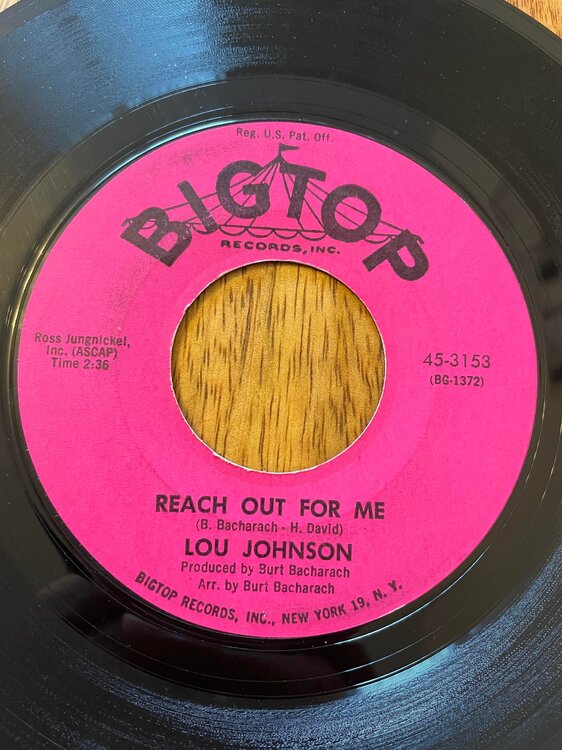 Reg. U.S. Pat. Off.
BIGTOP
RECORDS, INC.
Ross Jungnickel,
Inc. (ASCAP)
Time 2:36
45-3153
(BG-1372)
REACH OUT FOR ME
(B. Bacharach - H. David)
LOU JOHNSON
Produced by Burt Bacharach
Arr. by Burt Bacharach
BIGTOP RECORDS, INC., NEW YORK 19, N. Y.